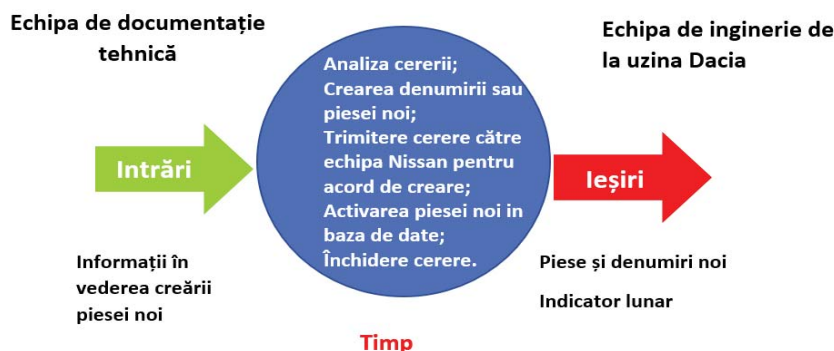 Echipa de documentație
tehnică
Echipa de inginerie de
la uzina Dacia
Analiza cererii;
Crearea denumirii sau
piesei noi;
Trimitere cerere către
echipa Nissan pentru
acord de creare;
Activarea piesei noi in
baza de date;
Închidere cerere.
Intrări
Ieșiri
Informații în
vederea creării
piesei noi
Piese și denumiri noi
Indicator lunar
Timp